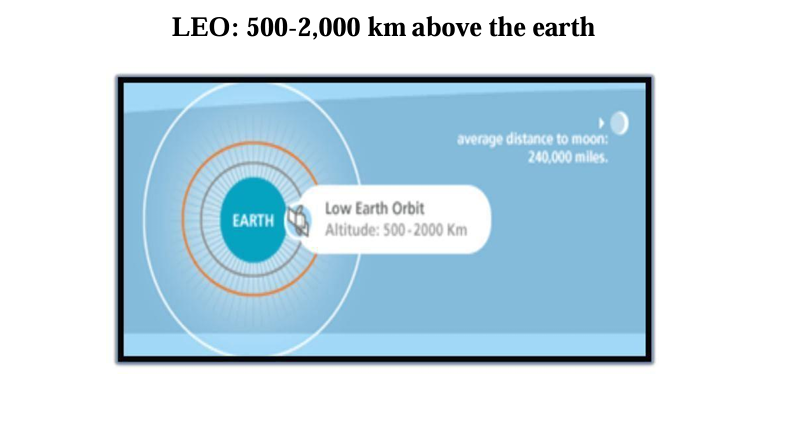 LEO: 500-2,000 km above the earth
average distance to moon:
240,000 miles.
EARTH
Low Earth Orbit
Altitude: 500-2000 Km